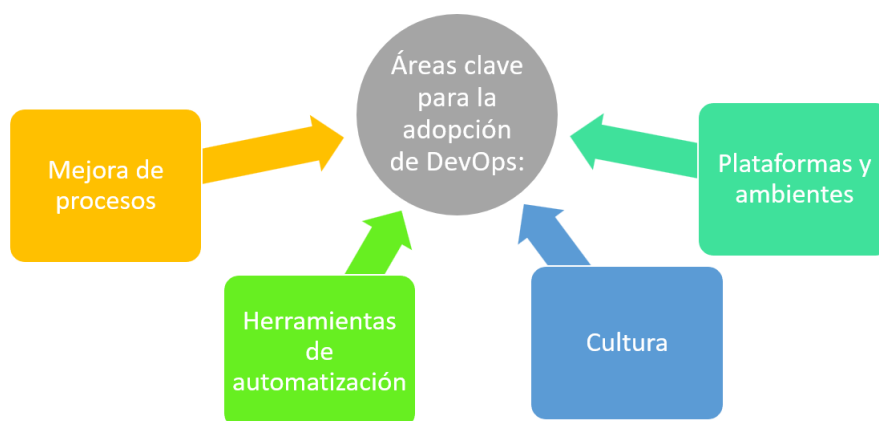 Áreas clave
para la
adopción
de DevOps:
Mejora de
procesos
Herramientas
de
automatización
Cultura
Plataformas y
ambientes